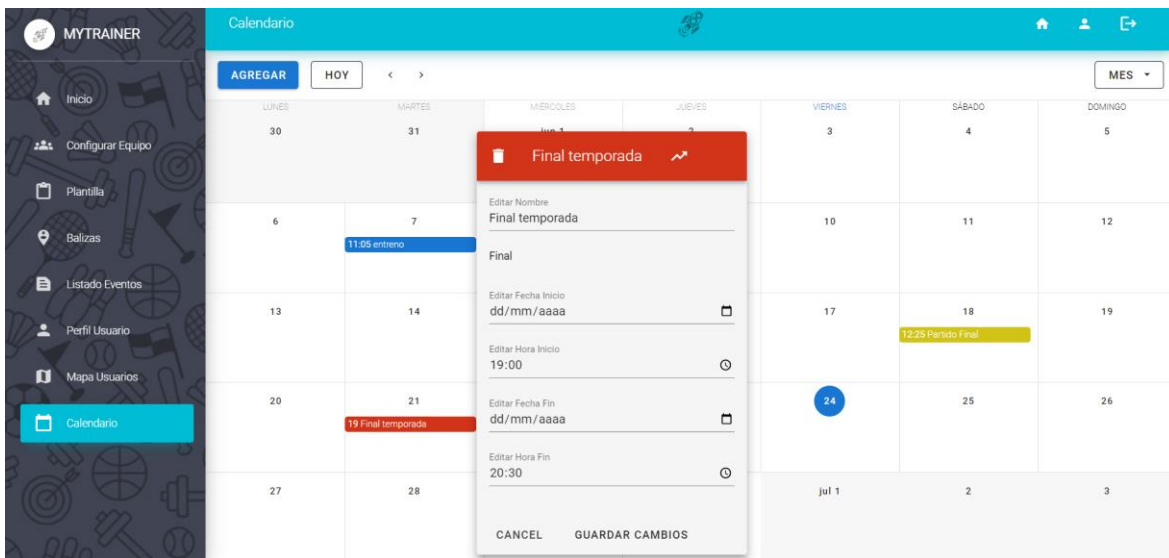 MYTRAINER
Inicio
Configurar Equipo
Plantilla
Balizas
Listado Eventos
Perfil Usuario
Mapa Usuarios
Calendario
Calendario
AGREGAR
HOY
MES
LUNES MARTES MIÉRCOLES JUEVES VIERNES SÁBADO DOMINGO
30 31 jun 1 2 3 4 5
6 7 10 11 12
11:05 entreno
13 14 17 18 19
12:25 Partido Final
20 21 24 25 26
19 Final temporada
27 28 jul 1 2 3
Final temporada
Editar Nombre
Final temporada
Final
Editar Fecha Inicio
dd/mm/aaaa
Editar Hora Inicio
19:00
Editar Fecha Fin
dd/mm/aaaa
Editar Hora Fin
20:30
CANCEL GUARDAR CAMBIOS